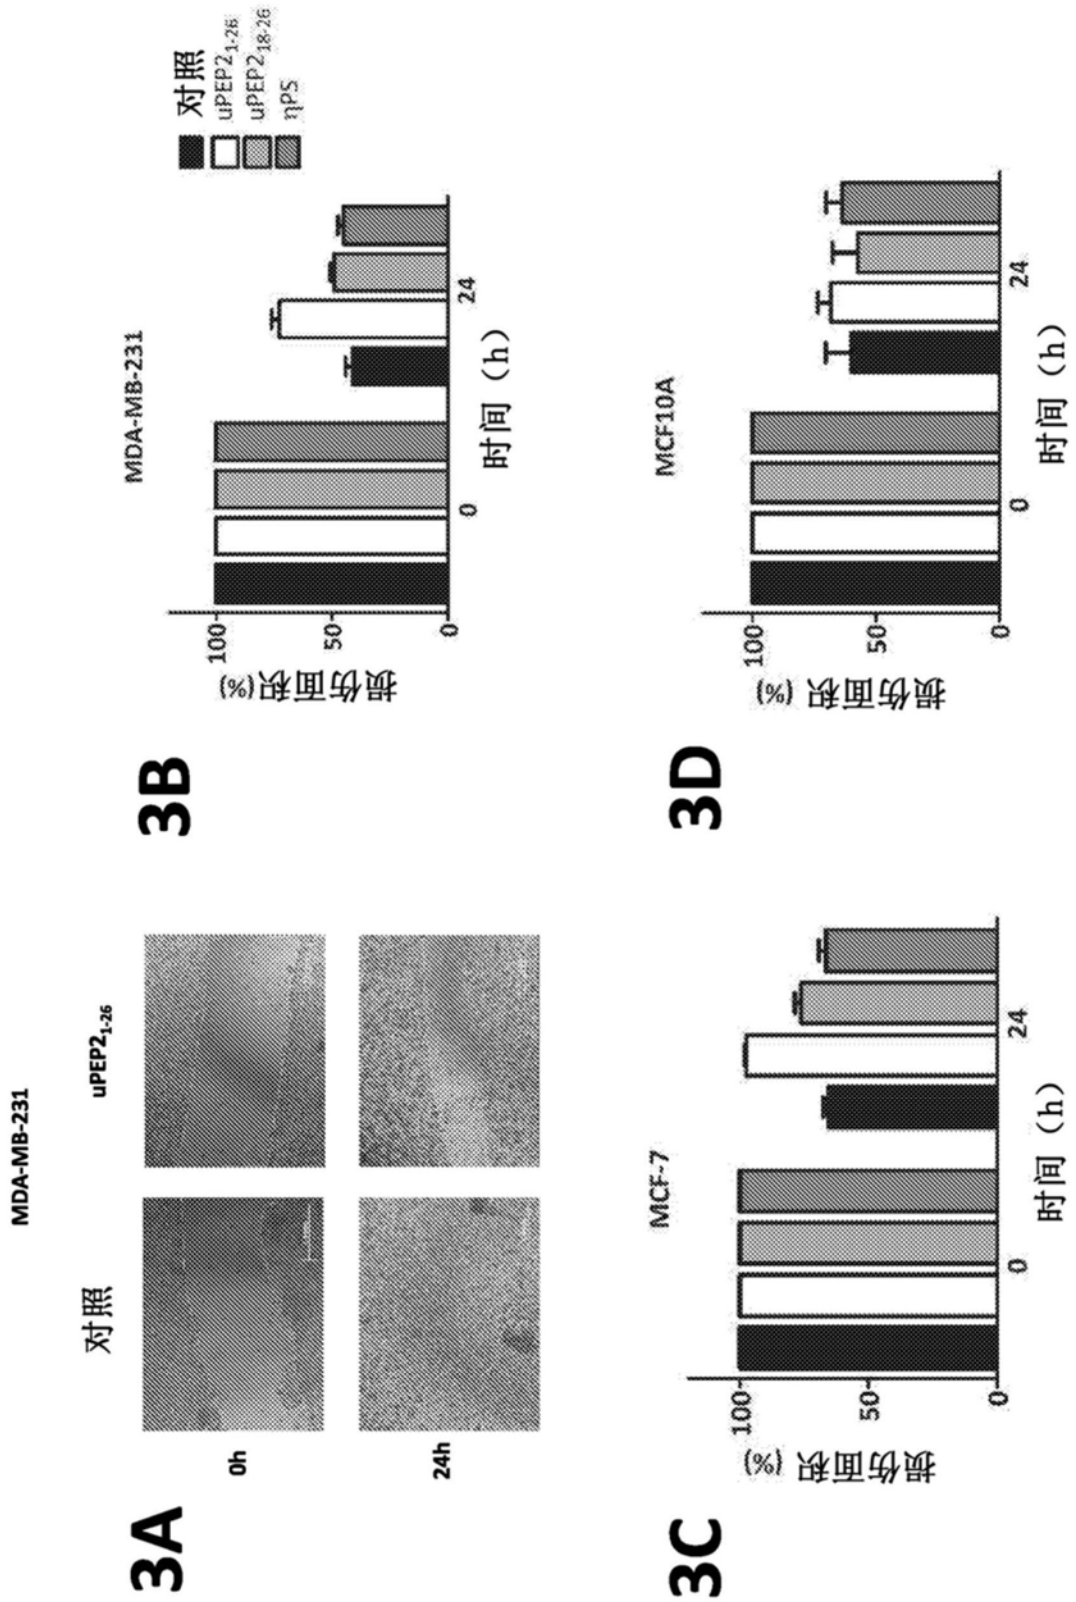 3A
MDA-MB-231
对照
uPEP2₁₋₂₆
0h
24h
3B
MDA-MB-231
损伤面积(%)
100
50
0
0
24
时间（h）
对照
uPEP2₁₋₂₆
uPEP2₁₈₋₂₆
ηPS
3C
MCF-7
损伤面积 (%)
100
50
0
0
24
时间（h）
3D
MCF10A
损伤面积 (%)
100
50
0
0
24
时间（h）